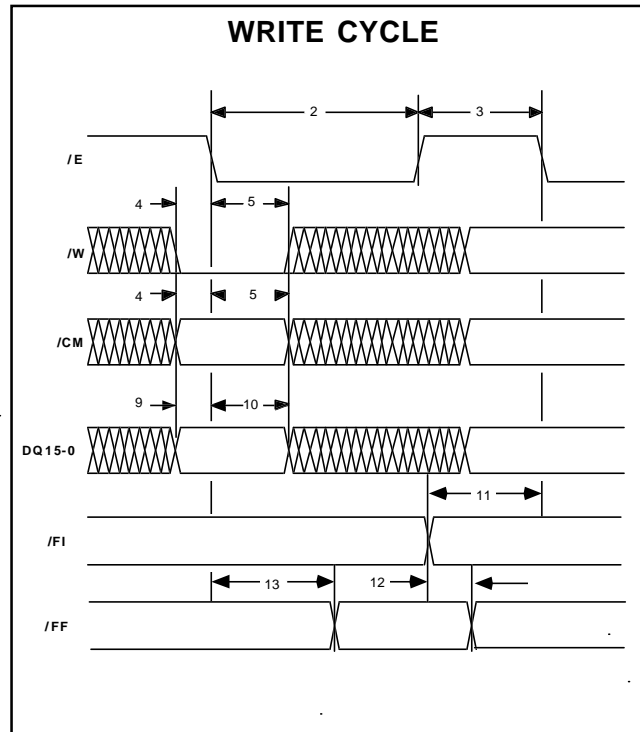 WRITE CYCLE
2 3
/E
4 5
/W
4 5
/CM
9 10
DQ15-0
11
/FI
13 12
/FF